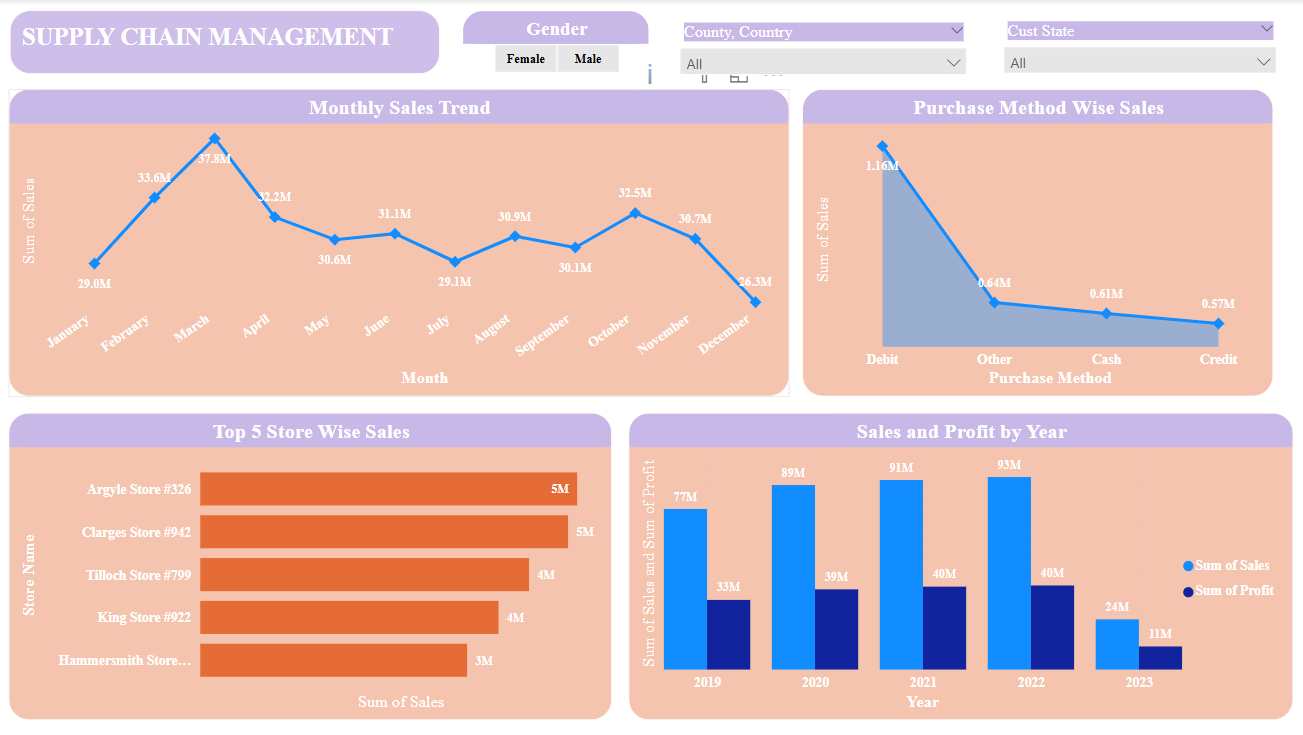 SUPPLY CHAIN MANAGEMENT
Gender
Female
Male
County, Country
All
Cust State
All
Monthly Sales Trend
Sum of Sales
29.0M
33.6M
37.8M
32.2M
30.6M
31.1M
29.1M
30.9M
30.1M
32.5M
30.7M
26.3M
January
February
March
April
May
June
July
August
September
October
November
December
Month
Purchase Method Wise Sales
Sum of Sales
1.16M
0.64M
0.61M
0.57M
Debit
Other
Cash
Credit
Purchase Method
Top 5 Store Wise Sales
Store Name
Argyle Store #326
5M
Clarges Store #942
5M
Tilloch Store #799
4M
King Store #922
4M
Hammersmith Store...
3M
Sum of Sales
Sales and Profit by Year
Sum of Sales and Sum of Profit
77M
33M
89M
39M
91M
40M
93M
40M
24M
11M
2019
2020
2021
2022
2023
Year
Sum of Sales
Sum of Profit